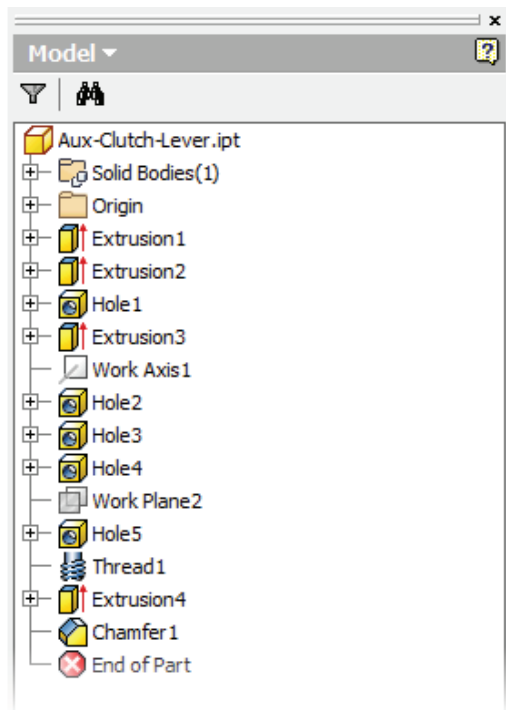 Model
Aux-Clutch-Lever.ipt
Solid Bodies(1)
Origin
Extrusion1
Extrusion2
Hole1
Extrusion3
Work Axis1
Hole2
Hole3
Hole4
Work Plane2
Hole5
Thread1
Extrusion4
Chamfer1
End of Part